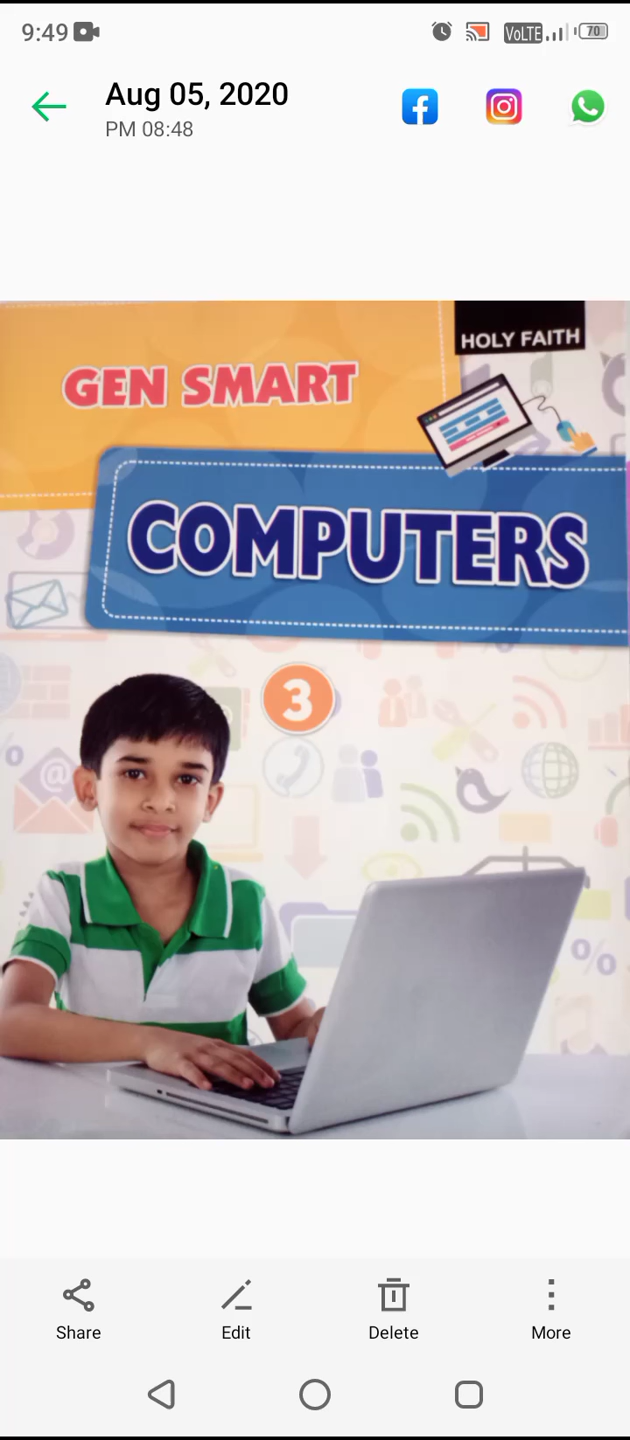 9:49
VoLTE
70
Aug 05, 2020
PM 08:48
HOLY FAITH
GEN SMART
COMPUTERS
3
@
%
%
Share
Edit
Delete
More